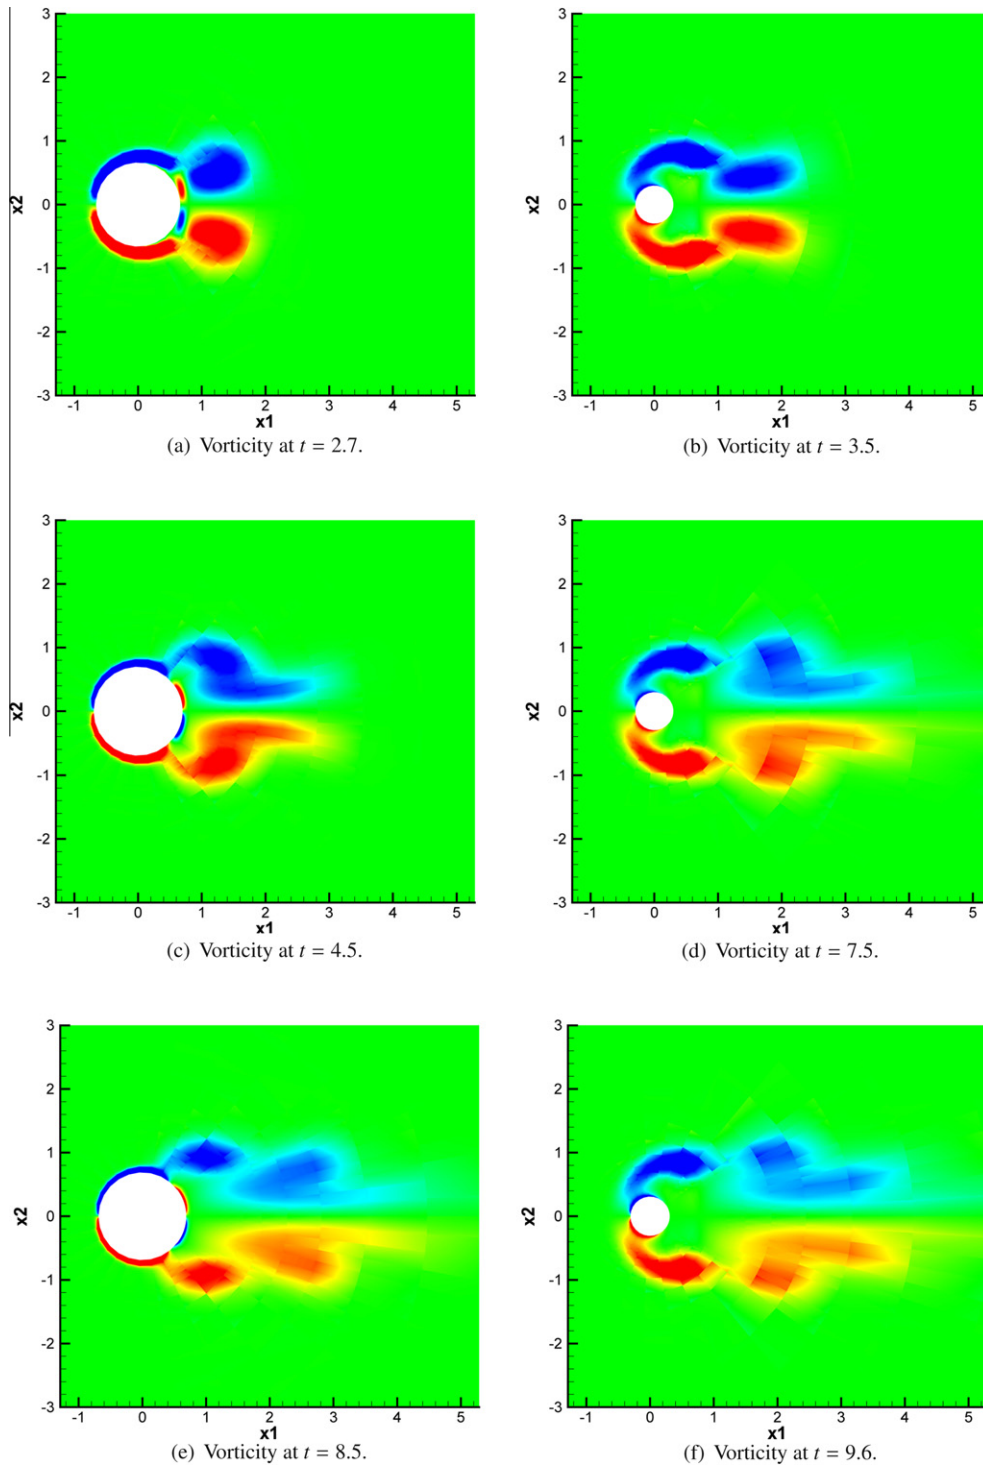 3
2
1
0
-1
-2
-3
x2
-1 0 1 2 3 4 5
x1
(a) Vorticity at t = 2.7.
3
2
1
0
-1
-2
-3
x2
-1 0 1 2 3 4 5
x1
(b) Vorticity at t = 3.5.
3
2
1
0
-1
-2
-3
x2
-1 0 1 2 3 4 5
x1
(c) Vorticity at t = 4.5.
3
2
1
0
-1
-2
-3
x2
-1 0 1 2 3 4 5
x1
(d) Vorticity at t = 7.5.
3
2
1
0
-1
-2
-3
x2
-1 0 1 2 3 4 5
x1
(e) Vorticity at t = 8.5.
3
2
1
0
-1
-2
-3
x2
-1 0 1 2 3 4 5
x1
(f) Vorticity at t = 9.6.